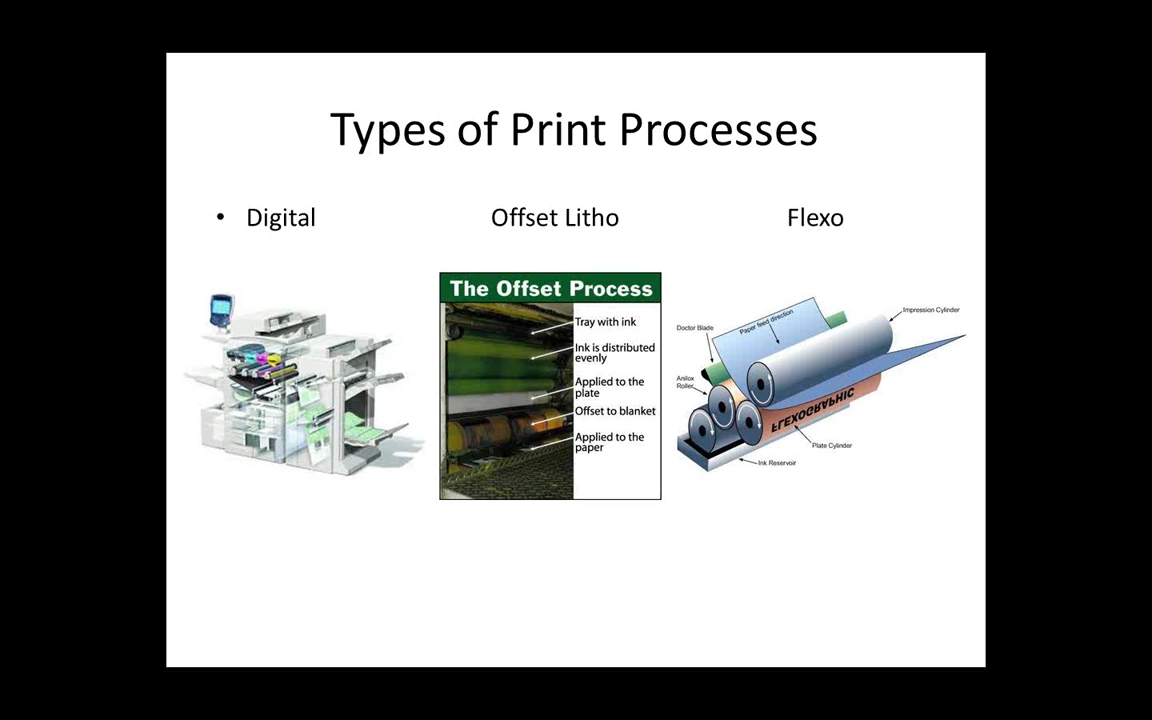 Types of Print Processes
• Digital Offset Litho Flexo
The Offset Process
Tray with ink
Ink is distributed
evenly
Applied to the
plate
Offset to blanket
Applied to the
paper
Paper feed direction
Impression Cylinder
Doctor Blade
Anilox
Roller
FLEXOGRAPHIC
Plate Cylinder
Ink Reservoir